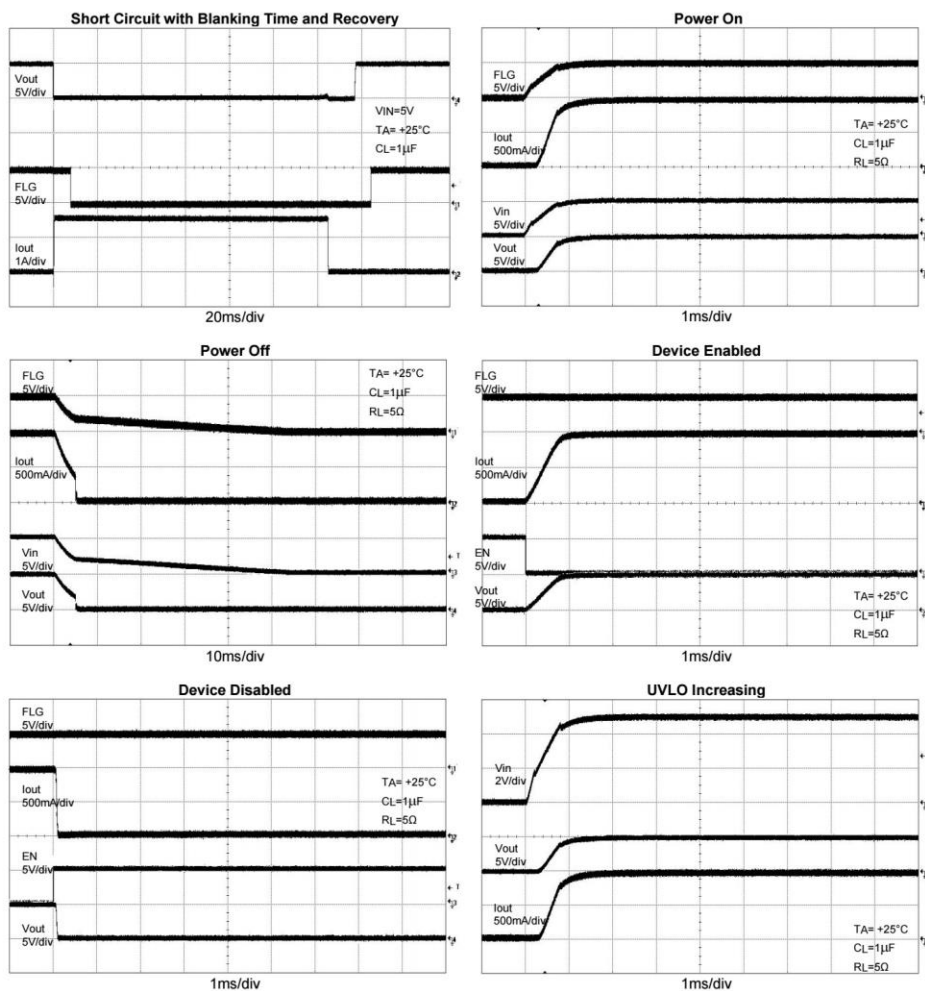 Short Circuit with Blanking Time and Recovery
Vout
5V/div
VIN=5V
TA= +25°C
CL=1µF
FLG
5V/div
Iout
1A/div
20ms/div
Power On
FLG
5V/div
Iout
500mA/div
TA= +25°C
CL=1µF
RL=5Ω
Vin
5V/div
Vout
5V/div
1ms/div
Power Off
FLG
5V/div
TA= +25°C
CL=1µF
RL=5Ω
Iout
500mA/div
Vin
5V/div
Vout
5V/div
10ms/div
Device Enabled
FLG
5V/div
Iout
500mA/div
EN
5V/div
Vout
5V/div
TA= +25°C
CL=1µF
RL=5Ω
1ms/div
Device Disabled
FLG
5V/div
Iout
500mA/div
TA= +25°C
CL=1µF
RL=5Ω
EN
5V/div
Vout
5V/div
1ms/div
UVLO Increasing
Vin
2V/div
Vout
5V/div
Iout
500mA/div
TA= +25°C
CL=1µF
RL=5Ω
1ms/div